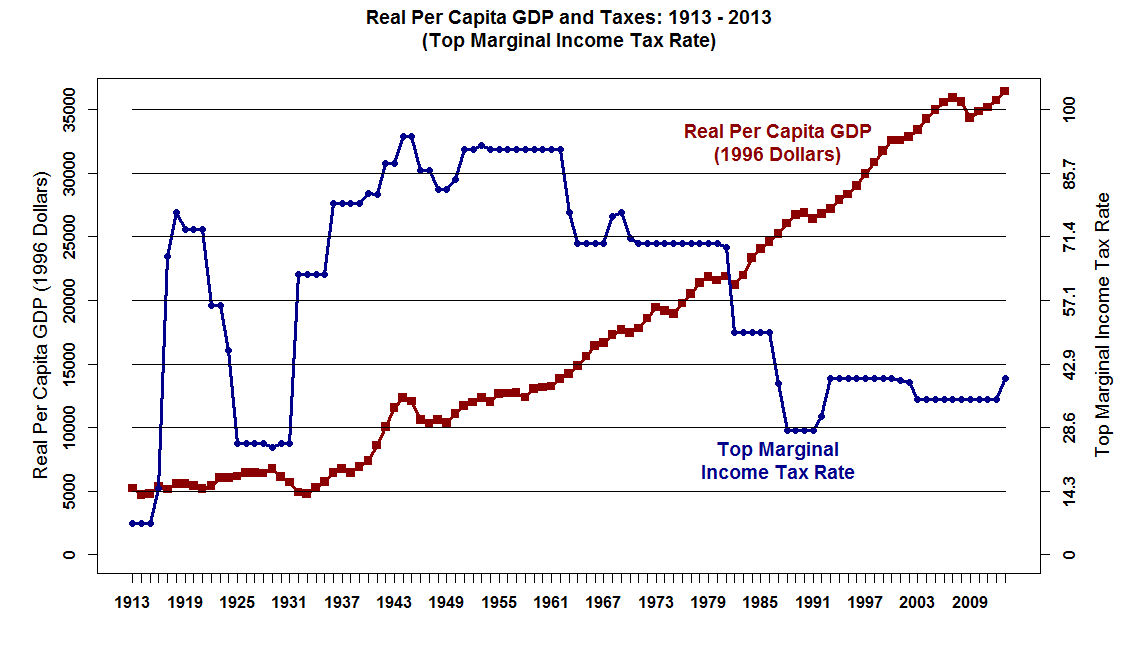 Real Per Capita GDP and Taxes: 1913 - 2013
(Top Marginal Income Tax Rate)
Real Per Capita GDP (1996 Dollars)
35000
30000
25000
20000
15000
10000
5000
0
Real Per Capita GDP
(1996 Dollars)
Top Marginal
Income Tax Rate
100
85.7
71.4
57.1
42.9
28.6
14.3
0
Top Marginal Income Tax Rate
1913 1919 1925 1931 1937 1943 1949 1955 1961 1967 1973 1979 1985 1991 1997 2003 2009